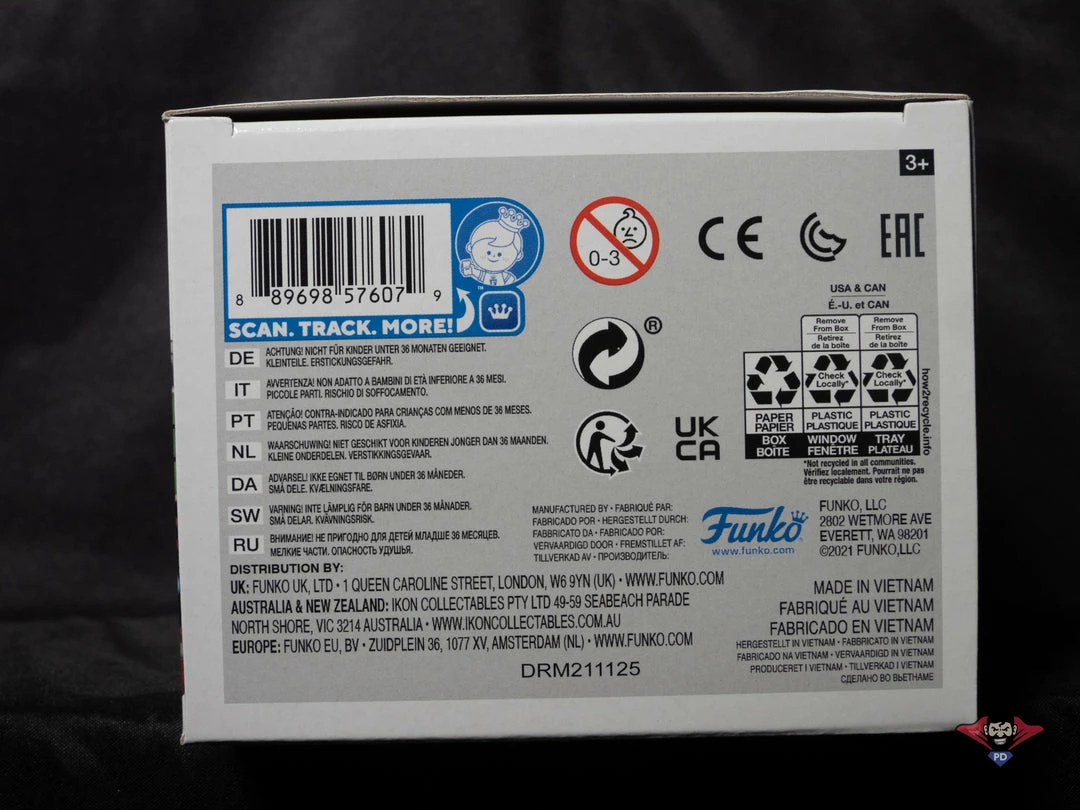 3+
8 89698 57607 9
™
SCAN. TRACK. MORE!
0-3
CE
EAC
®
UK
CA
USA & CAN
É.-U. et CAN
Remove From Box
Retirez de la boîte
Remove From Box
Retirez de la boîte
Check Locally*
Check Locally*
PAPER
PAPIER
BOX
BOÎTE
PLASTIC
PLASTIQUE
WINDOW
FENÊTRE
PLASTIC
PLASTIQUE
TRAY
PLATEAU
how2recycle.info
*Not recycled in all communities.
Vérifiez localement. Pourrait ne pas
être recyclable dans votre région.
DE ACHTUNG! NICHT FÜR KINDER UNTER 36 MONATEN GEEIGNET.
KLEINTEILE. ERSTICKUNGSGEFAHR.
IT AVVERTENZA! NON ADATTO A BAMBINI DI ETÀ INFERIORE A 36 MESI.
PICCOLE PARTI. RISCHIO DI SOFFOCAMENTO.
PT ATENÇÃO! CONTRA-INDICADO PARA CRIANÇAS COM MENOS DE 36 MESES.
PEQUENAS PARTES. RISCO DE ASFIXIA.
NL WAARSCHUWING! NIET GESCHIKT VOOR KINDEREN JONGER DAN 36 MAANDEN.
KLEINE ONDERDELEN. VERSTIKKINGSGEVAAR.
DA ADVARSEL! IKKE EGNET TIL BØRN UNDER 36 MÅNEDER.
SMÅ DELE. KVÆLNINGSFARE.
SW VARNING! INTE LÄMPLIG FÖR BARN UNDER 36 MÅNADER.
SMÅ DELAR. KVÄVNINGSRISK.
RU ВНИМАНИЕ! НЕ ПРИГОДНО ДЛЯ ДЕТЕЙ МЛАДШЕ 36 МЕСЯЦЕВ.
МЕЛКИЕ ЧАСТИ. ОПАСНОСТЬ УДУШЬЯ.
MANUFACTURED BY • FABRIQUÉ PAR:
FABRICADO POR • HERGESTELLT DURCH:
FABBRICATO DA • FABRICADO POR:
VERVAARDIGD DOOR • FREMSTILLET AF:
TILLVERKAD AV • ПРОИЗВОДИТЕЛЬ:
Funko
www.funko.com
FUNKO, LLC
2802 WETMORE AVE
EVERETT, WA 98201
©2021 FUNKO,LLC
DISTRIBUTION BY:
UK: FUNKO UK, LTD • 1 QUEEN CAROLINE STREET, LONDON, W6 9YN (UK) • WWW.FUNKO.COM
AUSTRALIA & NEW ZEALAND: IKON COLLECTABLES PTY LTD 49-59 SEABEACH PARADE
NORTH SHORE, VIC 3214 AUSTRALIA • WWW.IKONCOLLECTABLES.COM.AU
EUROPE: FUNKO EU, BV • ZUIDPLEIN 36, 1077 XV, AMSTERDAM (NL) • WWW.FUNKO.COM
DRM211125
MADE IN VIETNAM
FABRIQUÉ AU VIETNAM
FABRICADO EN VIETNAM
HERGESTELLT IN VIETNAM • FABBRICATO IN VIETNAM
FABRICADO NA VIETNAM • VERVAARDIGD IN VIETNAM
PRODUCERET I VIETNAM • TILLVERKAD I VIETNAM
СДЕЛАНО ВО ВЬЕТНАМЕ
PD